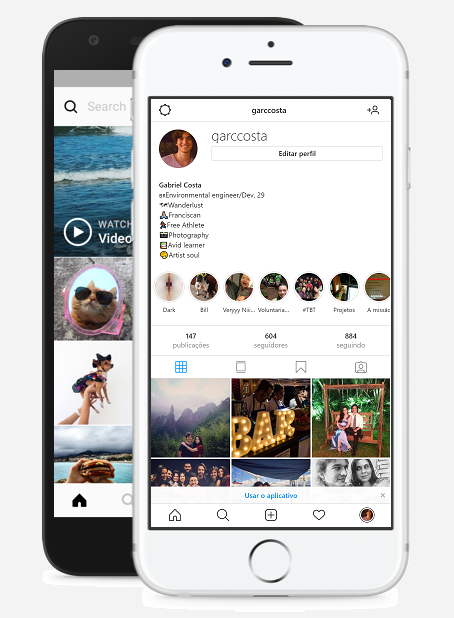 Search
WATCH
Video
garccosta
garccosta
Editar perfil
Gabriel Costa
BREnvironmental engineer/Dev, 29
Wanderlust
Franciscan
Free Athlete
Photography
Avid learner
Artist soul
Dark
Bill
Veryyy Nii...
Voluntaria...
#TBT
Projetos
A missão
147
604
884
publicações
seguidores
seguindo
BAR
Usar o aplicativo